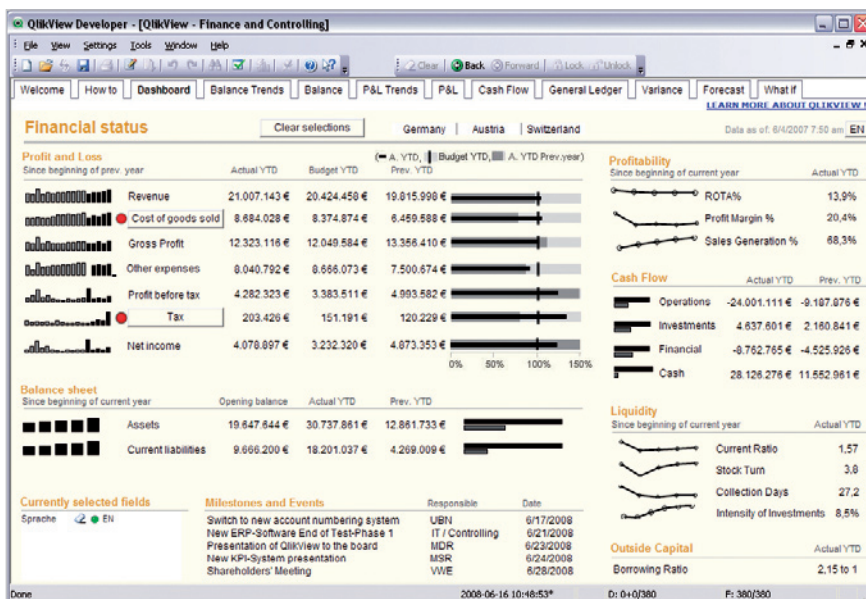 QlikView Developer - [QlikView - Finance and Controlling]
File View Settings Tools Window Help
Clear Back Forward Lock Unlock
Welcome How to Dashboard Balance Trends Balance P&L Trends P&L Cash Flow General Ledger Variance Forecast What if
LEARN MORE ABOUT QLIKVIEW
Financial status Clear selections Germany Austria Switzerland Data as of: 6/4/2007 7:50 am EN
Profit and Loss (A. YTD, Budget YTD, A. YTD Prev.year)
Since beginning of prev. year Actual YTD Budget YTD Prev. YTD
Revenue 21.007.143 € 20.424.458 € 19.815.998 €
Cost of goods sold 8.684.028 € 8.374.874 € 6.459.588 €
Gross Profit 12.323.116 € 12.049.584 € 13.356.410 €
Other expenses 8.040.792 € 8.666.073 € 7.500.674 €
Profit before tax 4.282.323 € 3.383.511 € 4.993.582 €
Tax 203.426 € 151.191 € 120.229 €
Net income 4.078.897 € 3.232.320 € 4.873.353 €
0% 50% 100% 150%
Balance sheet
Since beginning of current year Opening balance Actual YTD Prev. YTD
Assets 19.647.644 € 30.737.861 € 12.861.733 €
Current liabilities 9.666.200 € 18.201.037 € 4.269.009 €
Currently selected fields
Sprache EN
Milestones and Events Responsible Date
Switch to new account numbering system UBN 6/17/2008
New ERP-Software End of Test-Phase 1 IT / Controlling 6/21/2008
Presentation of QlikView to the board MDR 6/23/2008
New KPI-System presentation MSR 6/24/2008
Shareholders' Meeting VWE 6/28/2008
Profitability
Since beginning of current year Actual YTD
ROTA% 13,9%
Profit Margin % 20,4%
Sales Generation % 68,3%
Cash Flow Actual YTD Prev. YTD
Operations -24.001.111 € -9.187.876 €
Investments 4.637.601 € 2.160.841 €
Financial -8.762.765 € -4.525.926 €
Cash 28.126.276 € 11.552.961 €
Liquidity
Since beginning of current year Actual YTD
Current Ratio 1,57
Stock Turn 3,8
Collection Days 27,2
Intensity of Investments 8,5%
Outside Capital Actual YTD
Borrowing Ratio 2,15 to 1
Done 2008-06-16 10:48:53* D: 0+0/380 F: 380/380